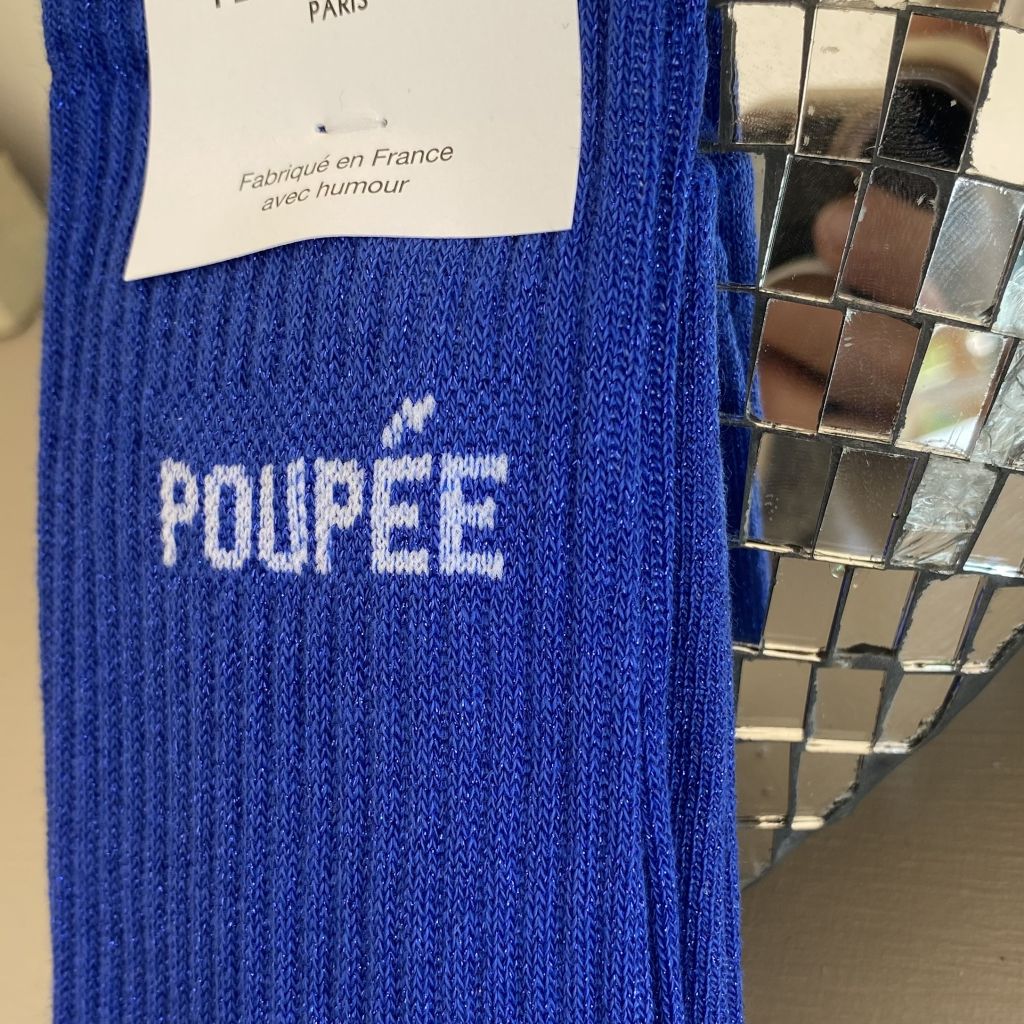 PARIS
Fabriqué en France
avec humour
POUPÉE